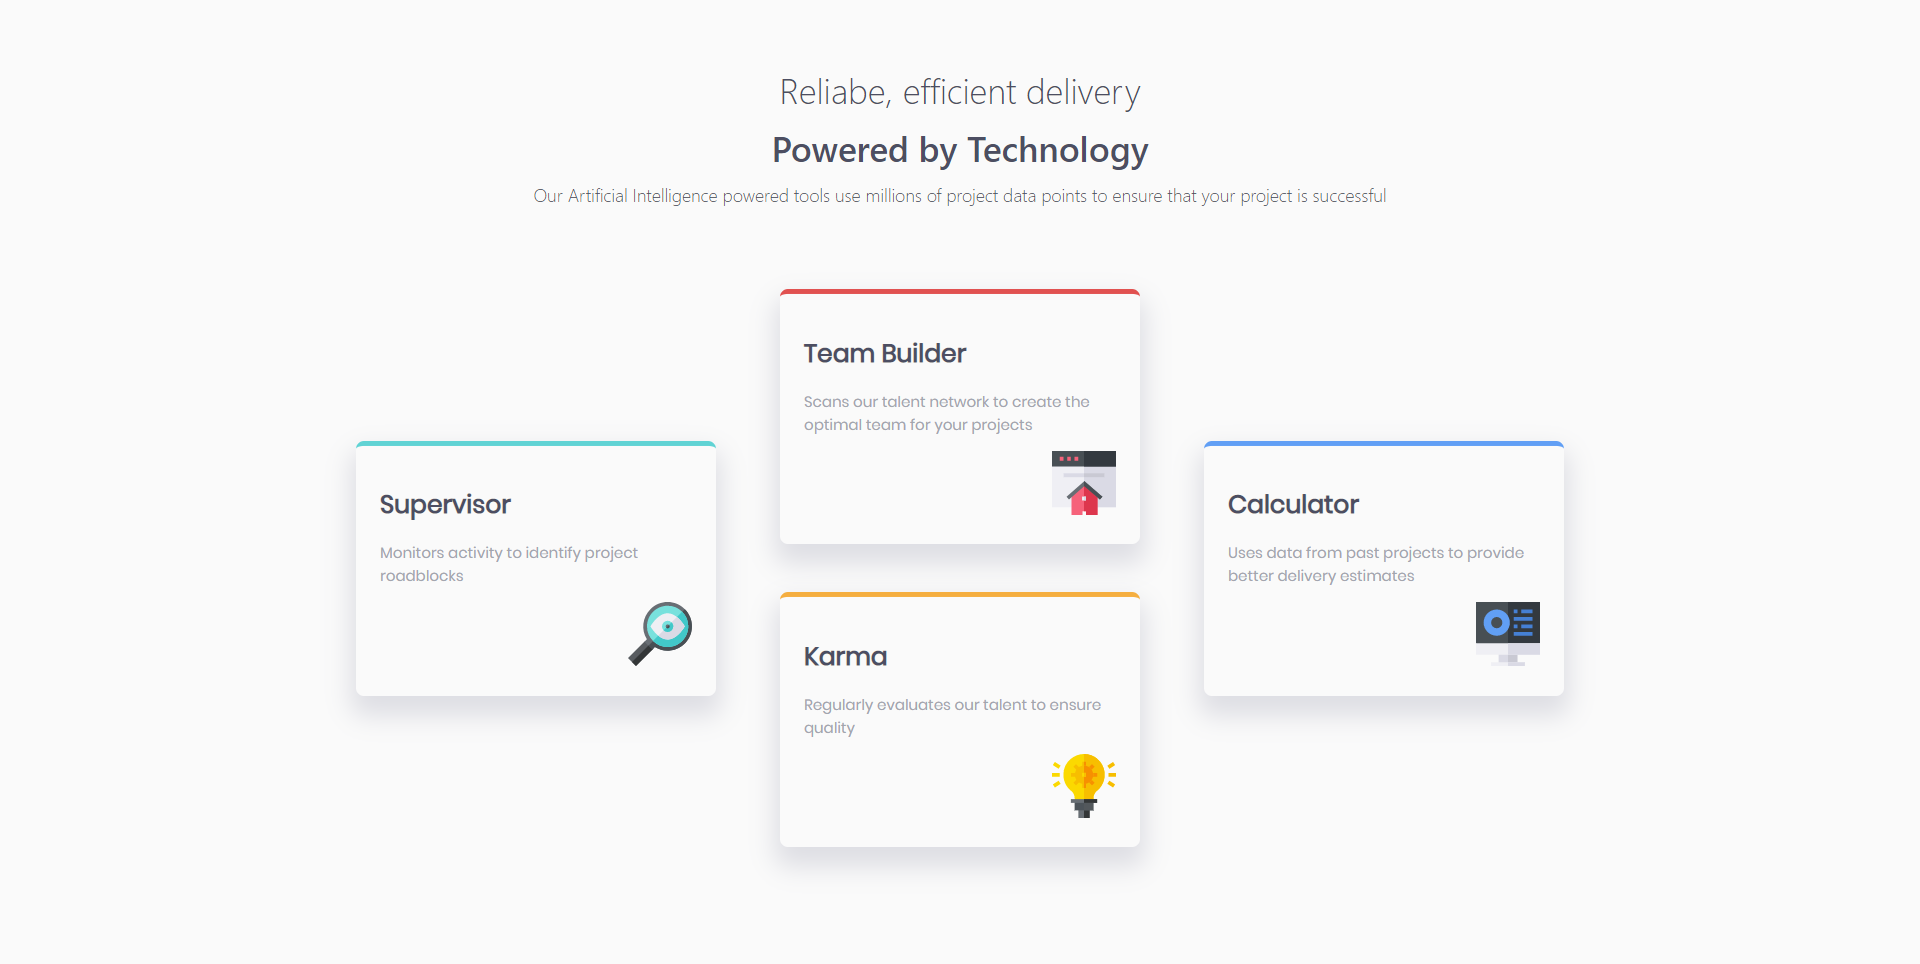 Reliabe, efficient delivery
Powered by Technology
Our Artificial Intelligence powered tools use millions of project data points to ensure that your project is successful
Team Builder
Scans our talent network to create the
optimal team for your projects
Supervisor
Monitors activity to identify project
roadblocks
Calculator
Uses data from past projects to provide
better delivery estimates
Karma
Regularly evaluates our talent to ensure
quality